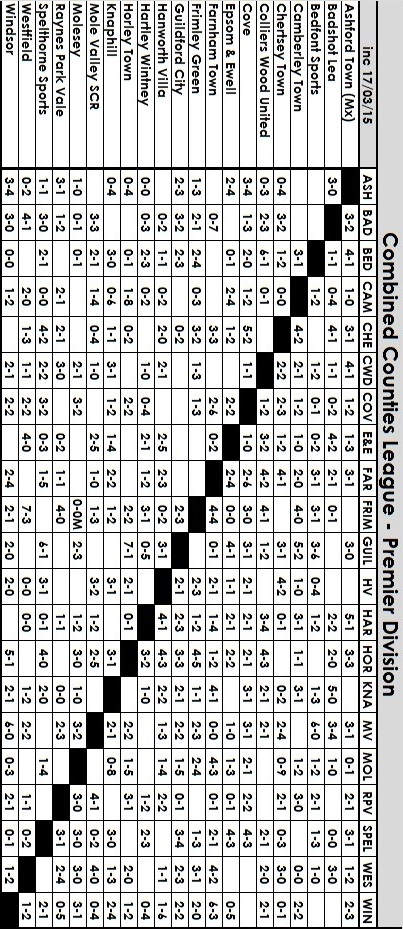 Combined Counties League - Premier Division
inc 17/03/15 ASH BAD BED CAM CHE CWD COV E&E FAR FRIM GUIL HV HAR HOR KNA MV MOL RPV SPEL WES WIN
Ashford Town (Mx) 3-2 4-1 1-0 3-1 4-1 1-2 1-3 3-1 3-0 5-1 3-3 3-1 0-1 2-1 3-1 1-2 2-3
Badshot Lea 3-0 1-1 0-4 4-1 1-1 0-2 4-2 2-1 0-1 2-2 2-0 5-0 3-4 1-0 0-0 3-0
Bedfont Sports 1-2 1-2 0-1 0-2 3-1 3-1 3-6 0-4 1-2 1-3 6-0 1-2 1-3 1-0
Camberley Town 3-1 4-2 2-1 1-2 1-0 2-0 4-0 5-2 1-0 3-1 1-1 3-1 1-2 3-0 2-2
Chertsey Town 0-4 3-2 1-2 0-0 2-2 2-3 1-2 4-1 3-1 4-2 0-1 0-2 2-4 0-9 2-1 0-3 3-0 0-1
Colliers Wood United 0-3 2-3 6-1 0-1 1-2 3-2 4-2 4-1 1-2 3-4 4-3 2-1 2-1 2-1 2-0 2-1
Cove 1-3 2-0 1-2 5-2 1-1 1-0 2-6 3-0 3-1 2-1 3-1 3-1 2-1 2-2 4-3
Epsom & Ewell 2-4 0-1 2-4 1-2 2-2 2-4 0-0 2-1 1-1 2-1 2-2 1-0 1-3 2-1 4-3 0-5
Farnham Town 0-7 3-3 2-6 0-2 4-4 0-1 4-1 1-4 1-2 4-1 0-0 4-3 0-1 0-3 4-2 6-3
Frimley Green 1-3 2-1 2-4 0-3 3-2 1-3 1-3 2-3 1-2 4-5 1-2 2-3 2-4 1-3 3-1 2-0
Guildford City 2-3 3-2 2-3 0-2 2-3 2-1 2-3 3-3 2-1 2-2 1-5 0-1 3-4 2-3 2-2
Hanworth Villa 0-2 1-1 0-2 2-0 2-1 2-5 2-3 0-2 3-1 4-1 4-3 2-2 1-3 1-4 2-2 1-1 1-6
Hartley Wintney 0-0 0-3 2-3 0-2 1-0 0-4 2-1 1-2 3-1 0-5 3-2 1-0 1-2 2-3 0-4
Horley Town 0-4 0-1 1-8 0-2 2-2 2-2 7-1 2-1 0-1 2-2 1-5 3-1 2-0 1-2
Knaphill 0-4 3-0 0-6 1-1 3-1 1-2 1-4 2-2 1-2 3-1 3-1 2-1 0-8 3-0 1-3 2-4
Mole Valley SCR 3-3 2-1 1-4 0-4 1-0 2-5 1-0 1-3 3-2 1-2 2-5 4-1 0-2 4-0 0-4
Molesey 1-0 0-1 0-1 2-1 3-2 0-0M 2-3 1-2 3-0 1-0 3-2 3-0 3-0 3-0 2-1
Raynes Park Vale 3-1 1-2 2-1 2-1 3-0 0-2 1-1 4-0 1-1 0-1 0-0 2-3 3-1 2-4 0-5
Spelthorne Sports 1-1 3-0 2-1 4-2 2-2 3-2 0-3 1-5 6-1 3-1 4-0 2-0 1-4
Westfield 0-2 4-1 2-0 1-3 1-1 2-2 4-0 7-3 0-0 0-0 1-2 2-2 1-1 0-2 1-2
Windsor 3-4 3-0 0-0 1-2 2-1 2-2 2-4 2-1 2-0 2-0 5-1 2-1 6-0 0-3 2-1 0-1 1-2